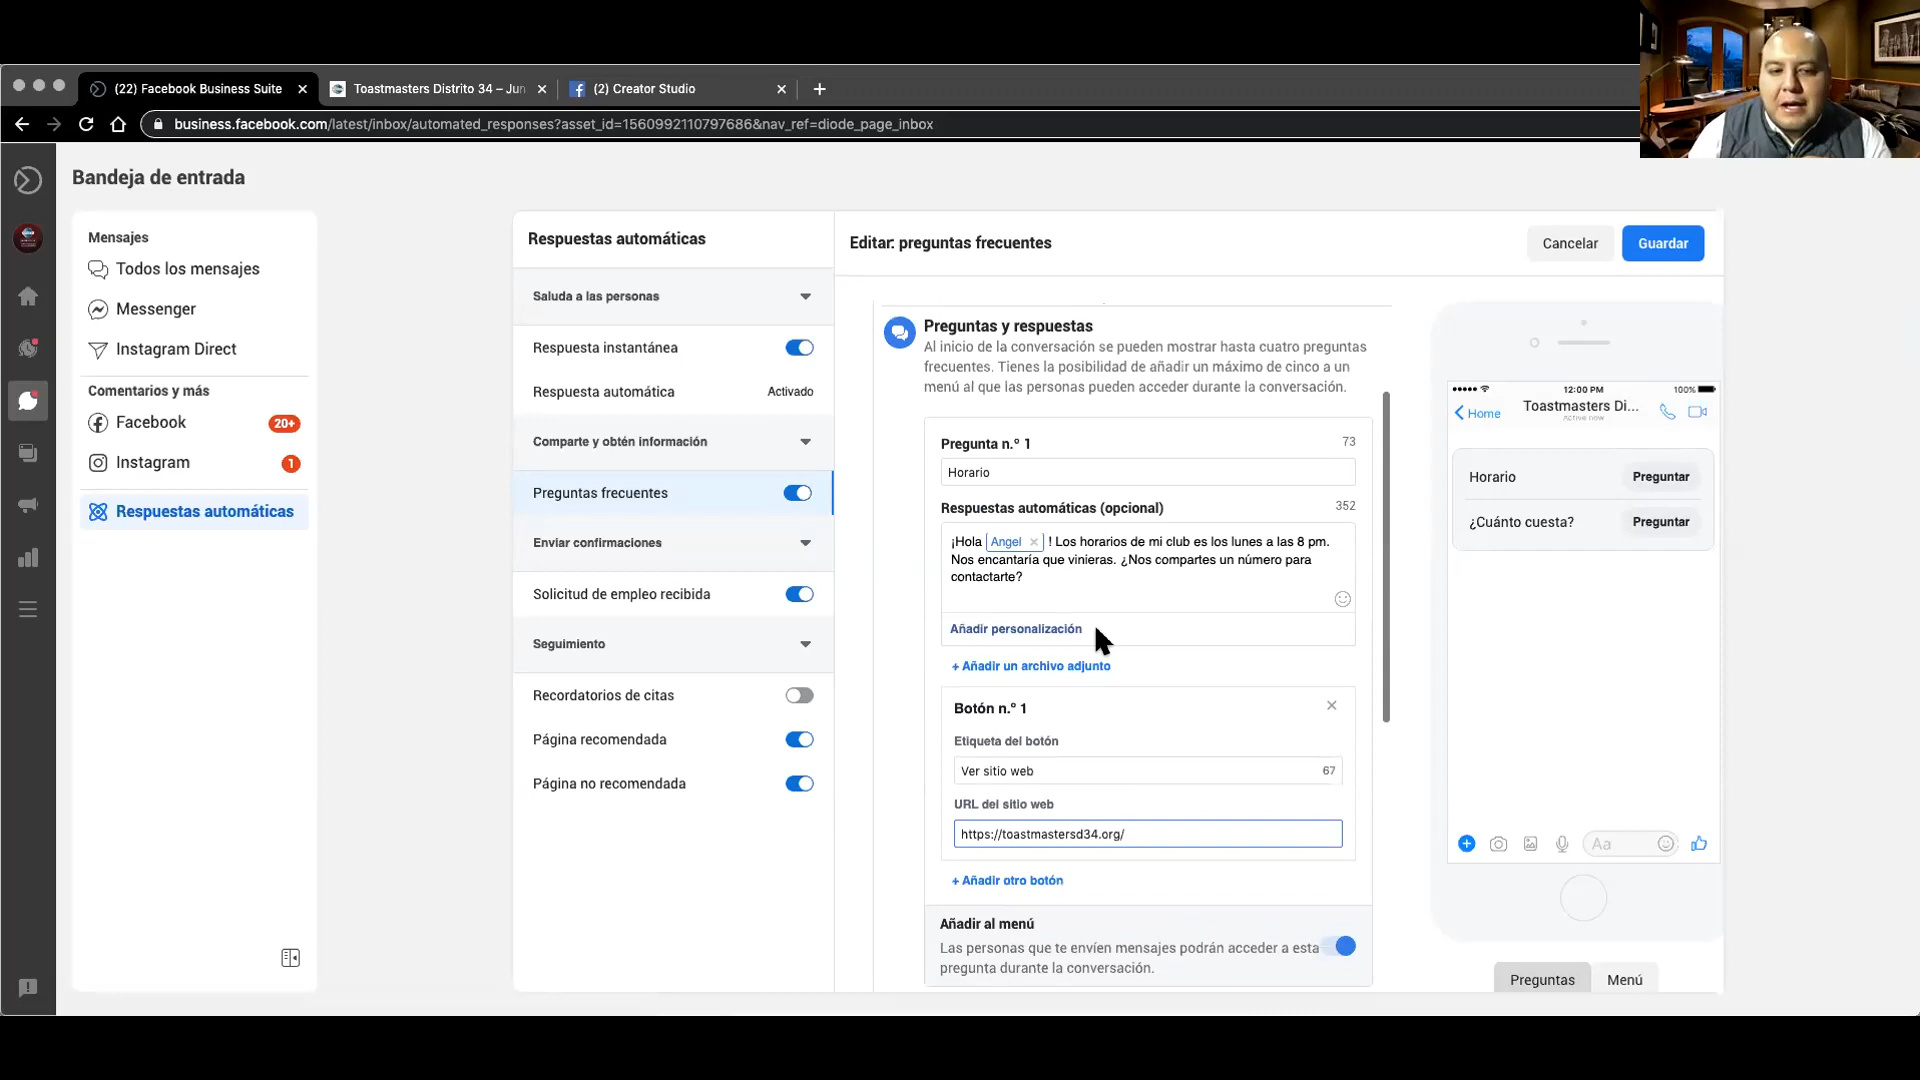 (22) Facebook Business Suite
Toastmasters Distrito 34 – Jun
(2) Creator Studio
business.facebook.com/latest/inbox/automated_responses?asset_id=1560992110797686&nav_ref=diode_page_inbox
Bandeja de entrada
Mensajes
Todos los mensajes
Messenger
Instagram Direct
Comentarios y más
Facebook
20+
Instagram
1
Respuestas automáticas
Respuestas automáticas
Saluda a las personas
Respuesta instantánea
Respuesta automática
Activado
Comparte y obtén información
Preguntas frecuentes
Enviar confirmaciones
Solicitud de empleo recibida
Seguimiento
Recordatorios de citas
Página recomendada
Página no recomendada
Editar: preguntas frecuentes
Cancelar
Guardar
Preguntas y respuestas
Al inicio de la conversación se pueden mostrar hasta cuatro preguntas
frecuentes. Tienes la posibilidad de añadir un máximo de cinco a un
menú al que las personas pueden acceder durante la conversación.
Pregunta n.º 1
73
Horario
Respuestas automáticas (opcional)
352
¡Hola Angel ! Los horarios de mi club es los lunes a las 8 pm.
Nos encantaría que vinieras. ¿Nos compartes un número para
contactarte?
Añadir personalización
+ Añadir un archivo adjunto
Botón n.º 1
Etiqueta del botón
Ver sitio web
67
URL del sitio web
https://toastmastersd34.org/
+ Añadir otro botón
Añadir al menú
Las personas que te envíen mensajes podrán acceder a esta
pregunta durante la conversación.
12:00 PM
100%
Home
Toastmasters Di...
Active now
Horario
Preguntar
¿Cuánto cuesta?
Preguntar
Aa
Preguntas
Menú